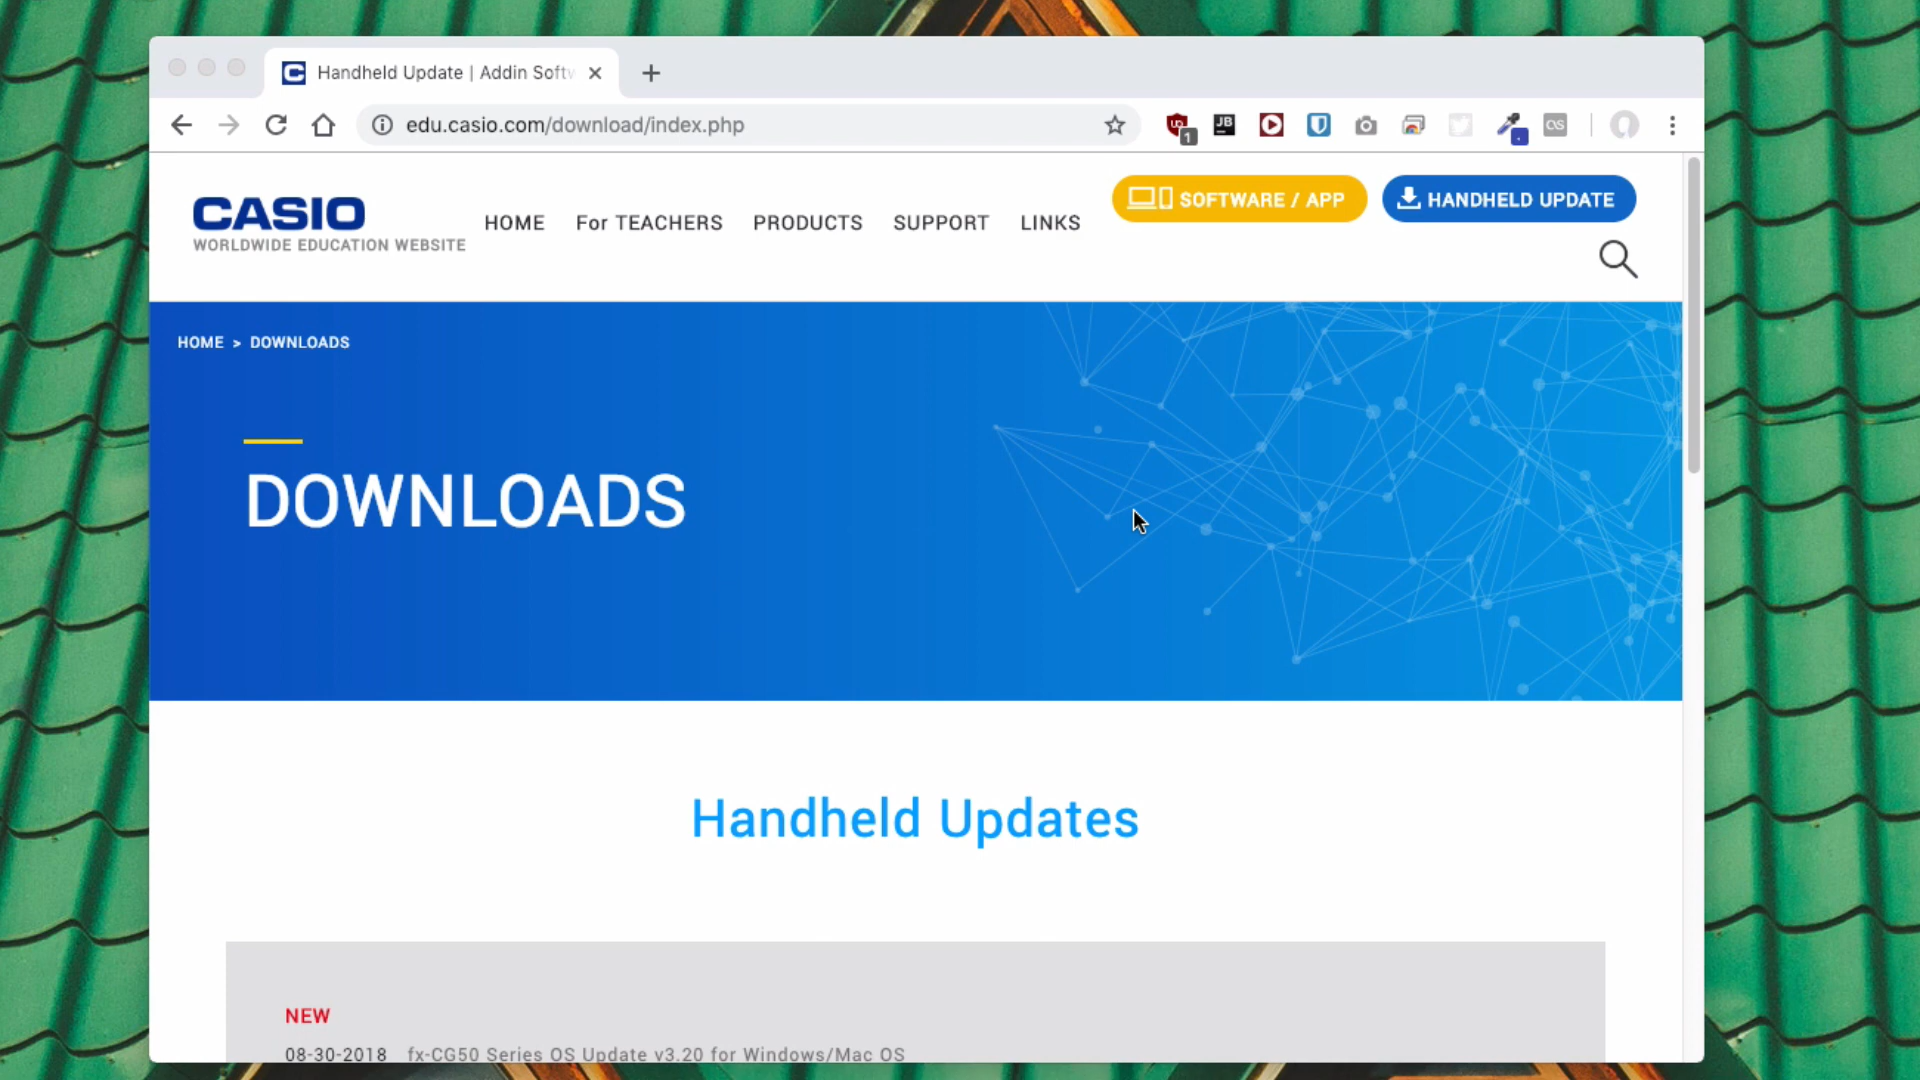 Handheld Update | Addin Softw
edu.casio.com/download/index.php
1
JB
CASIO
WORLDWIDE EDUCATION WEBSITE
HOME
For TEACHERS
PRODUCTS
SUPPORT
LINKS
SOFTWARE / APP
HANDHELD UPDATE
HOME > DOWNLOADS
DOWNLOADS
Handheld Updates
NEW
08-30-2018 fx-CG50 Series OS Update v3.20 for Windows/Mac OS